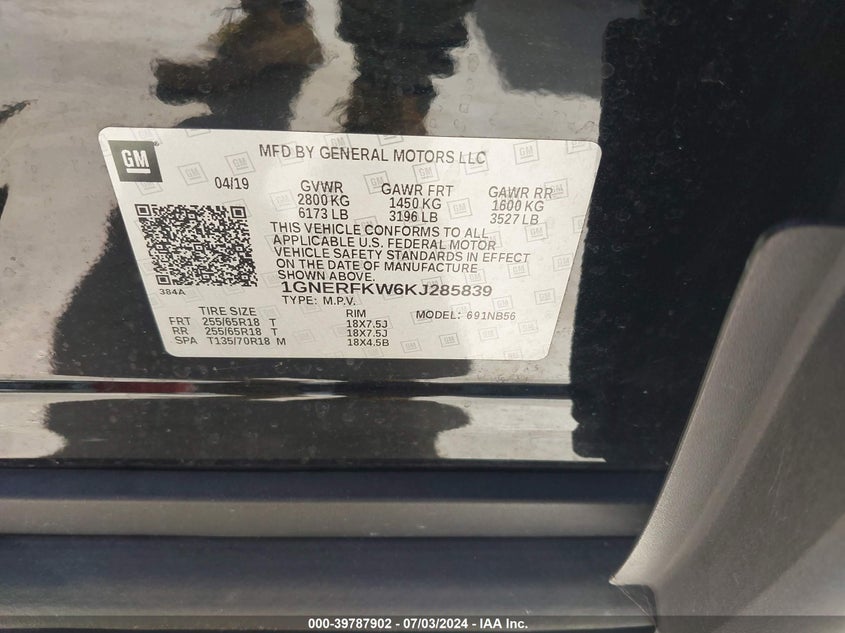 GM
MFD BY GENERAL MOTORS LLC
04/19 GVWR GAWR FRT GAWR RR
2800 KG 1450 KG 1600 KG
6173 LB 3196 LB 3527 LB
THIS VEHICLE CONFORMS TO ALL
APPLICABLE U.S. FEDERAL MOTOR
VEHICLE SAFETY STANDARDS IN EFFECT
ON THE DATE OF MANUFACTURE
SHOWN ABOVE.
384A
1GNERFKW6KJ285839
TYPE: M.P.V. MODEL: 691NB56
TIRE SIZE RIM
FRT 255/65R18 T 18X7.5J
RR 255/65R18 T 18X7.5J
SPA T135/70R18 M 18X4.5B
000-39787902 - 07/03/2024 - IAA Inc.